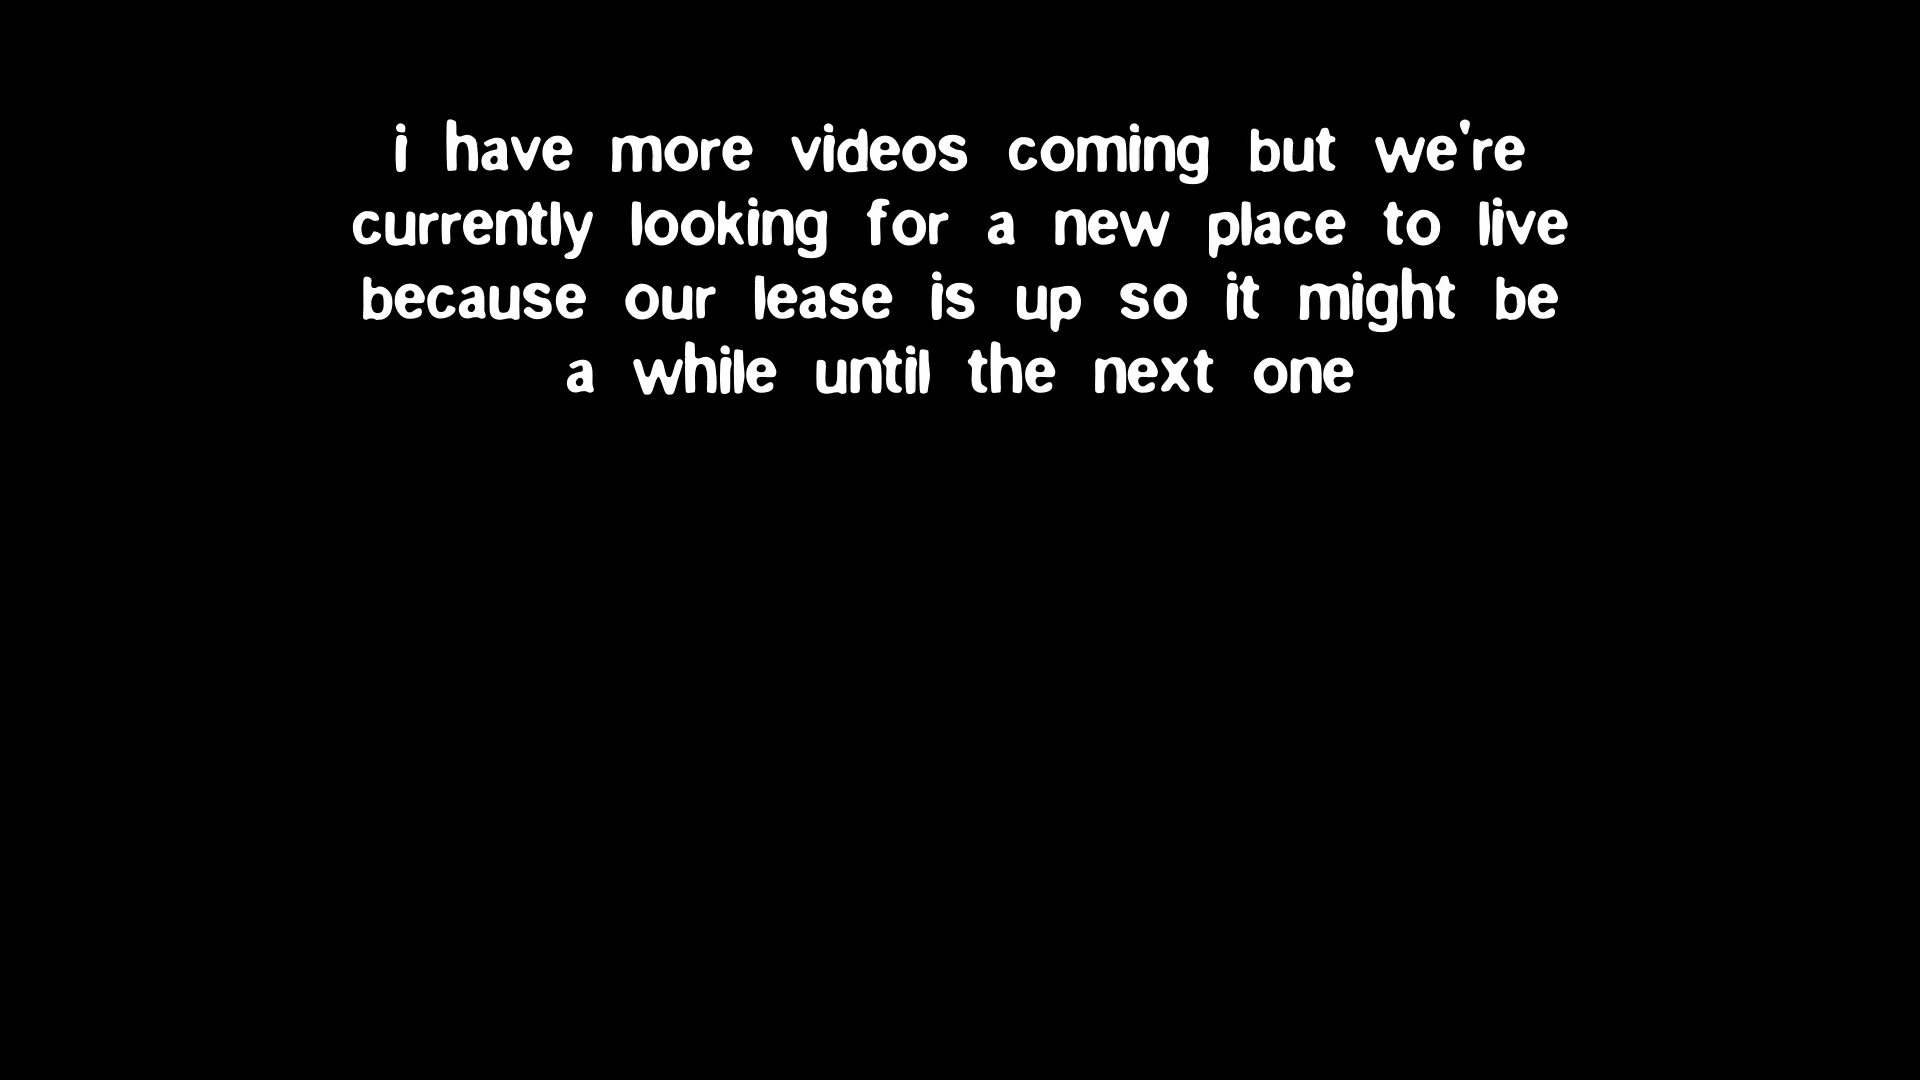 i have more videos coming but we're
currently looking for a new place to live
because our lease is up so it might be
a while until the next one